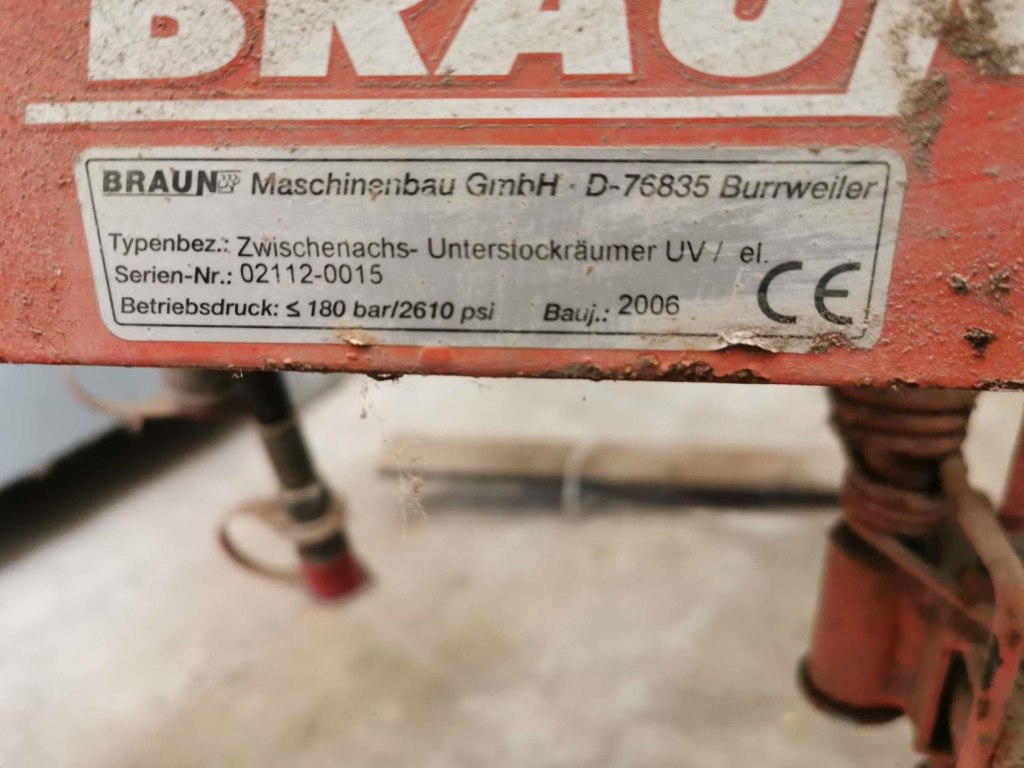 BRAUN
BRAUN Maschinenbau GmbH · D-76835 Burrweiler
Typenbez.: Zwischenachs- Unterstockräumer UV / el.
Serien-Nr.: 02112-0015
Betriebsdruck: ≤ 180 bar/2610 psi Bauj.: 2006
CE